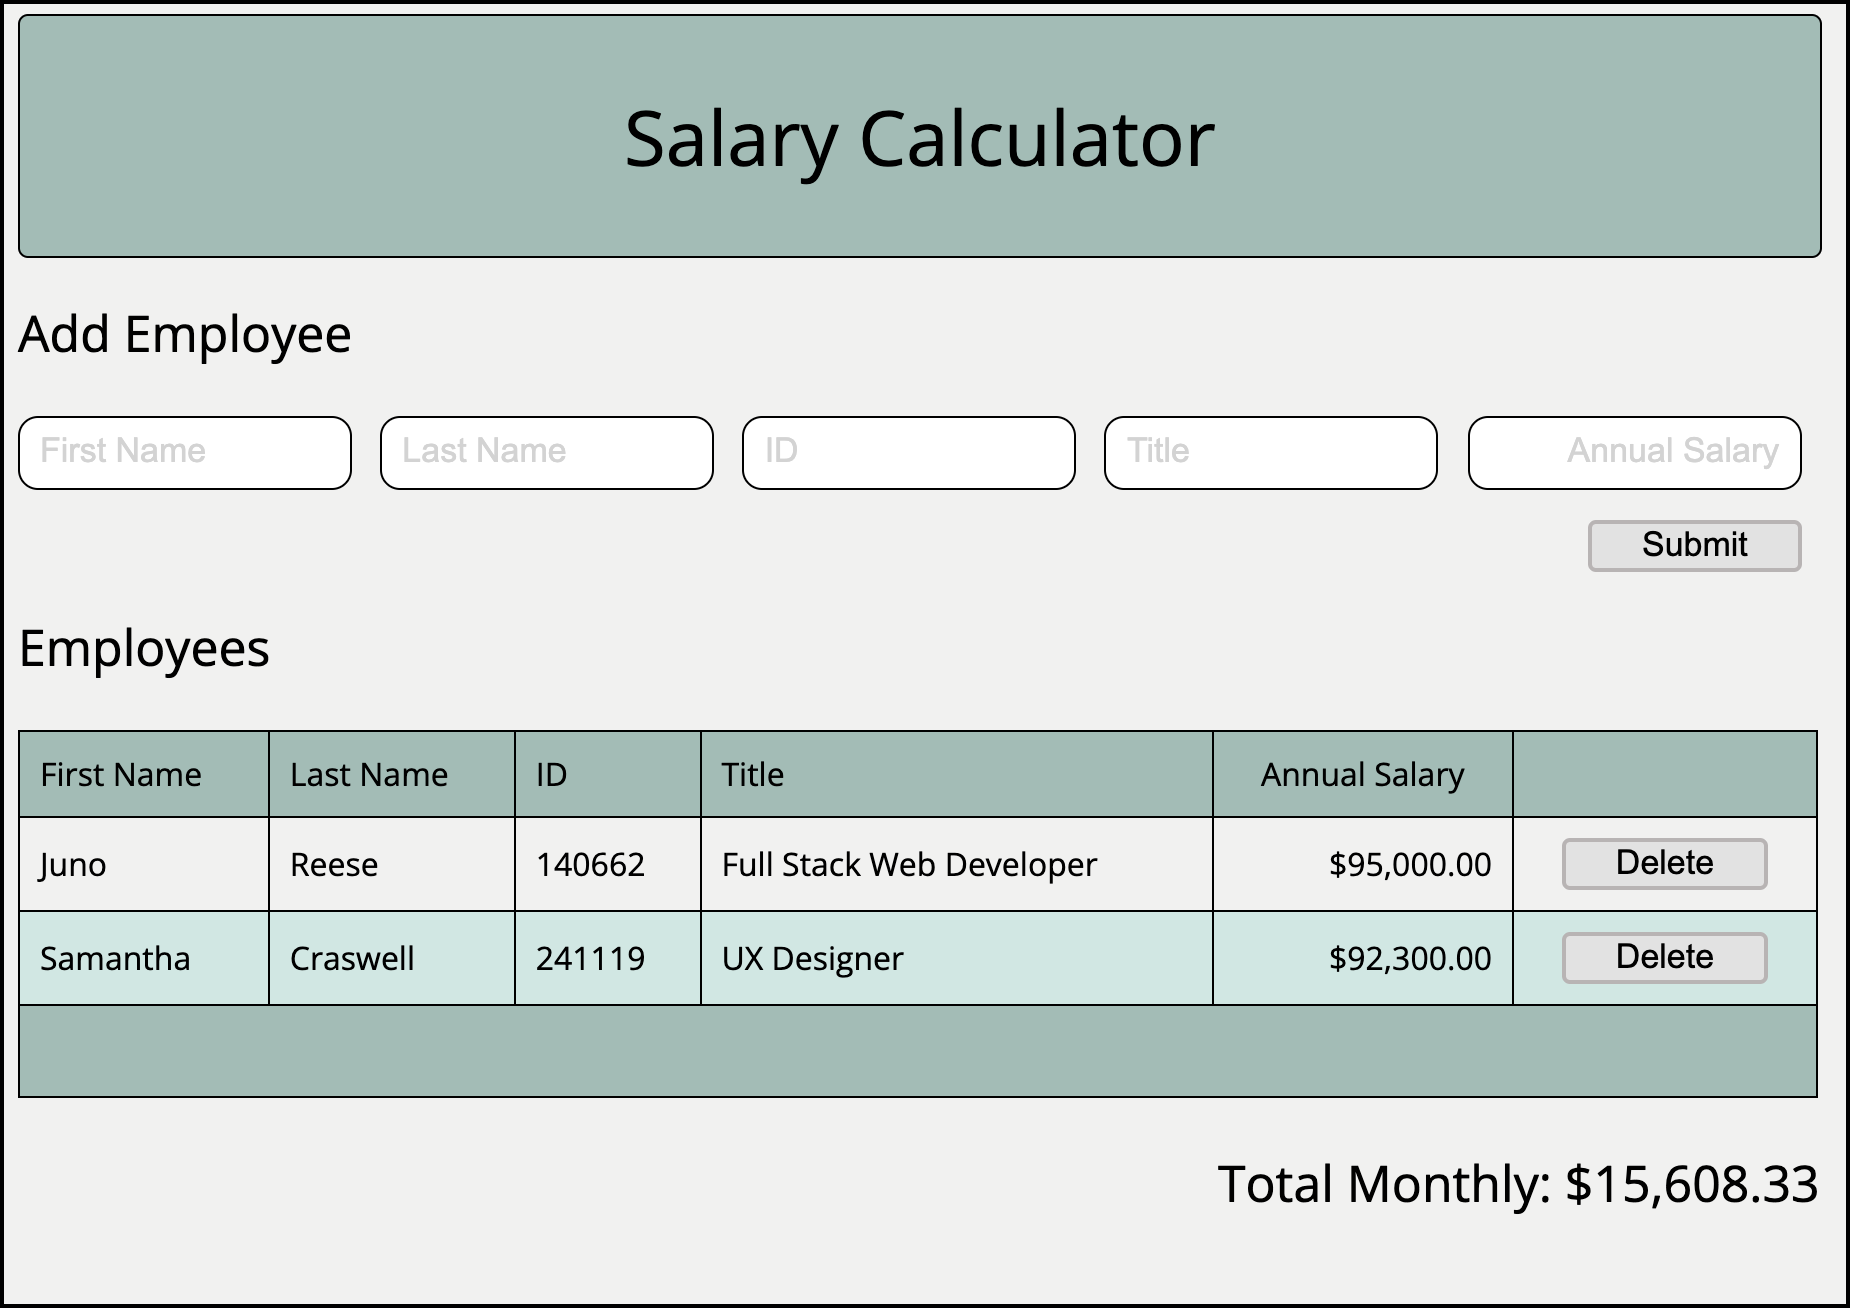 Salary Calculator
Add Employee
First Name Last Name ID Title Annual Salary
Submit
Employees
First Name Last Name ID Title Annual Salary
Juno Reese 140662 Full Stack Web Developer $95,000.00 Delete
Samantha Craswell 241119 UX Designer $92,300.00 Delete
Total Monthly: $15,608.33